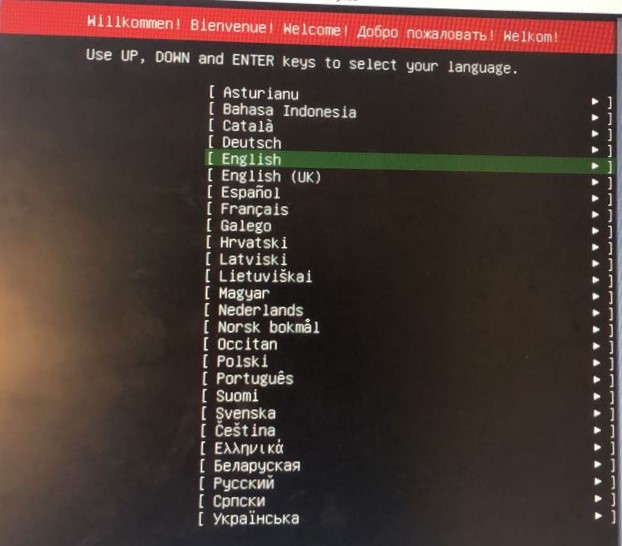 Willkommen! Bienvenue! Welcome! Добро пожаловать! Welkom!
Use UP, DOWN and ENTER keys to select your language.
[ Asturianu ► ]
[ Bahasa Indonesia ► ]
[ Català ► ]
[ Deutsch ► ]
[ English ► ]
[ English (UK) ► ]
[ Español ► ]
[ Français ► ]
[ Galego ► ]
[ Hrvatski ► ]
[ Latviski ► ]
[ Lietuviškai ► ]
[ Magyar ► ]
[ Nederlands ► ]
[ Norsk bokmål ► ]
[ Occitan ► ]
[ Polski ► ]
[ Português ► ]
[ Suomi ► ]
[ Svenska ► ]
[ Čeština ► ]
[ Ελληνικά ► ]
[ Беларуская ► ]
[ Русский ► ]
[ Српски ► ]
[ Українська ► ]